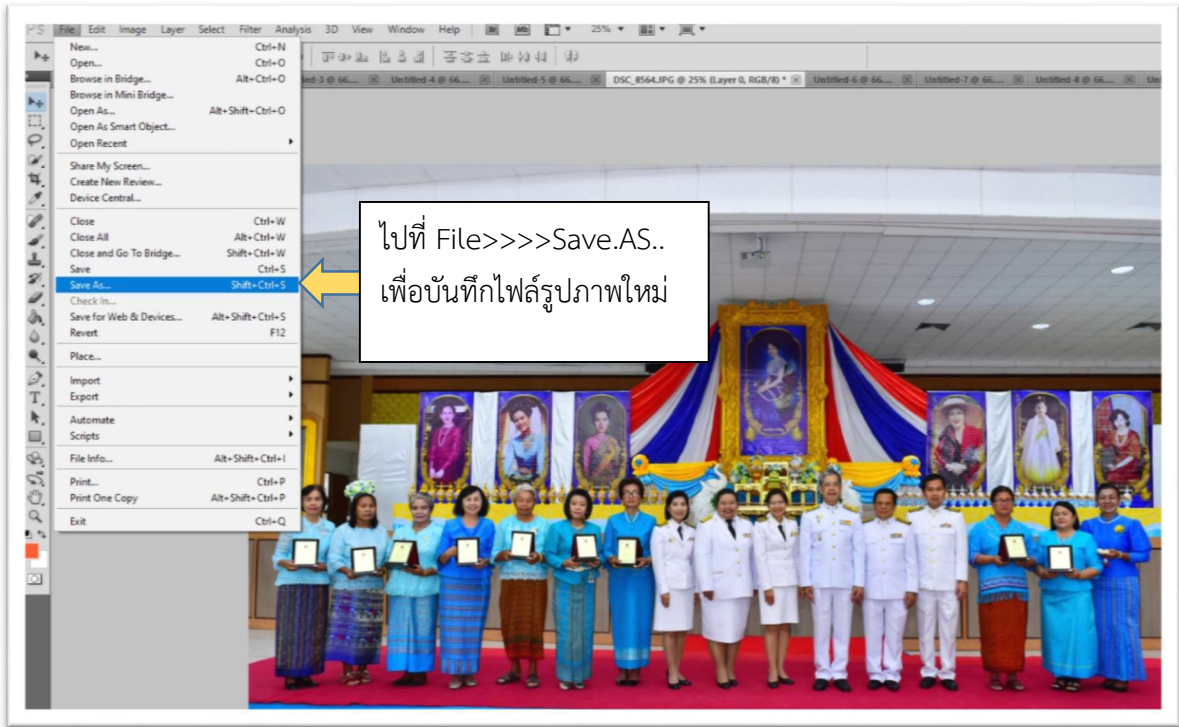 PS File Edit Image Layer Select Filter Analysis 3D View Window Help Br Mb 25%
ed-3 @ 66.... Untitled-4 @ 66.... Untitled-5 @ 66.... DSC_8564.JPG @ 25% (Layer 0, RGB/8) * Untitled-6 @ 66.... Untitled-7 @ 66.... Untitled-8 @ 66.... Un
New... Ctrl+N
Open... Ctrl+O
Browse in Bridge... Alt+Ctrl+O
Browse in Mini Bridge...
Open As... Alt+Shift+Ctrl+O
Open As Smart Object...
Open Recent
Share My Screen...
Create New Review...
Device Central...
Close Ctrl+W
Close All Alt+Ctrl+W
Close and Go To Bridge... Shift+Ctrl+W
Save Ctrl+S
Save As... Shift+Ctrl+S
Check In...
Save for Web & Devices... Alt+Shift+Ctrl+S
Revert F12
Place...
Import
Export
Automate
Scripts
File Info... Alt+Shift+Ctrl+I
Print... Ctrl+P
Print One Copy Alt+Shift+Ctrl+P
Exit Ctrl+Q
ไปที่ File>>>>Save.AS..
เพื่อบันทึกไฟล์รูปภาพใหม่